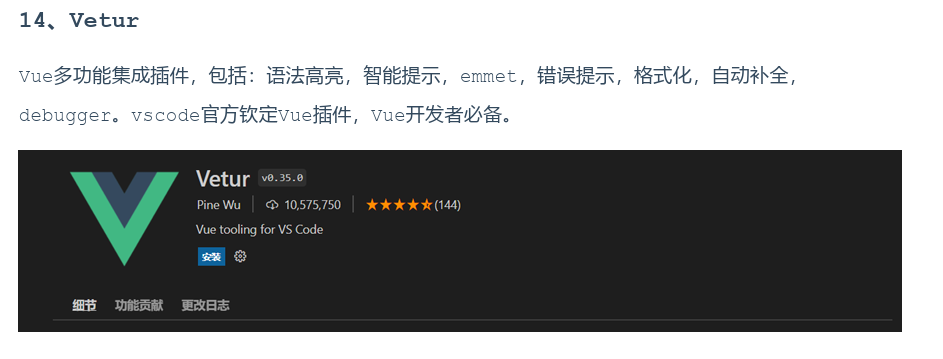 14、Vetur
Vue多功能集成插件，包括：语法高亮，智能提示，emmet，错误提示，格式化，自动补全，
debugger。vscode官方钦定Vue插件，Vue开发者必备。
Vetur v0.35.0
Pine Wu 10,575,750 (144)
Vue tooling for VS Code
安装
细节 功能贡献 更改日志